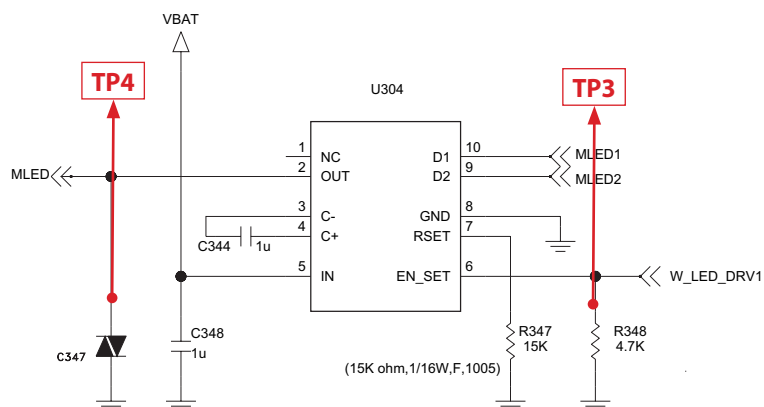 VBAT
TP4
TP3
U304
1 NC
D1 10
MLED1
MLED
2 OUT
D2 9
MLED2
3 C-
GND 8
4 C+
RSET 7
C344 1u
5 IN
EN_SET 6
W_LED_DRV1
C347
C348
1u
R347
15K
R348
4.7K
(15K ohm,1/16W,F,1005)